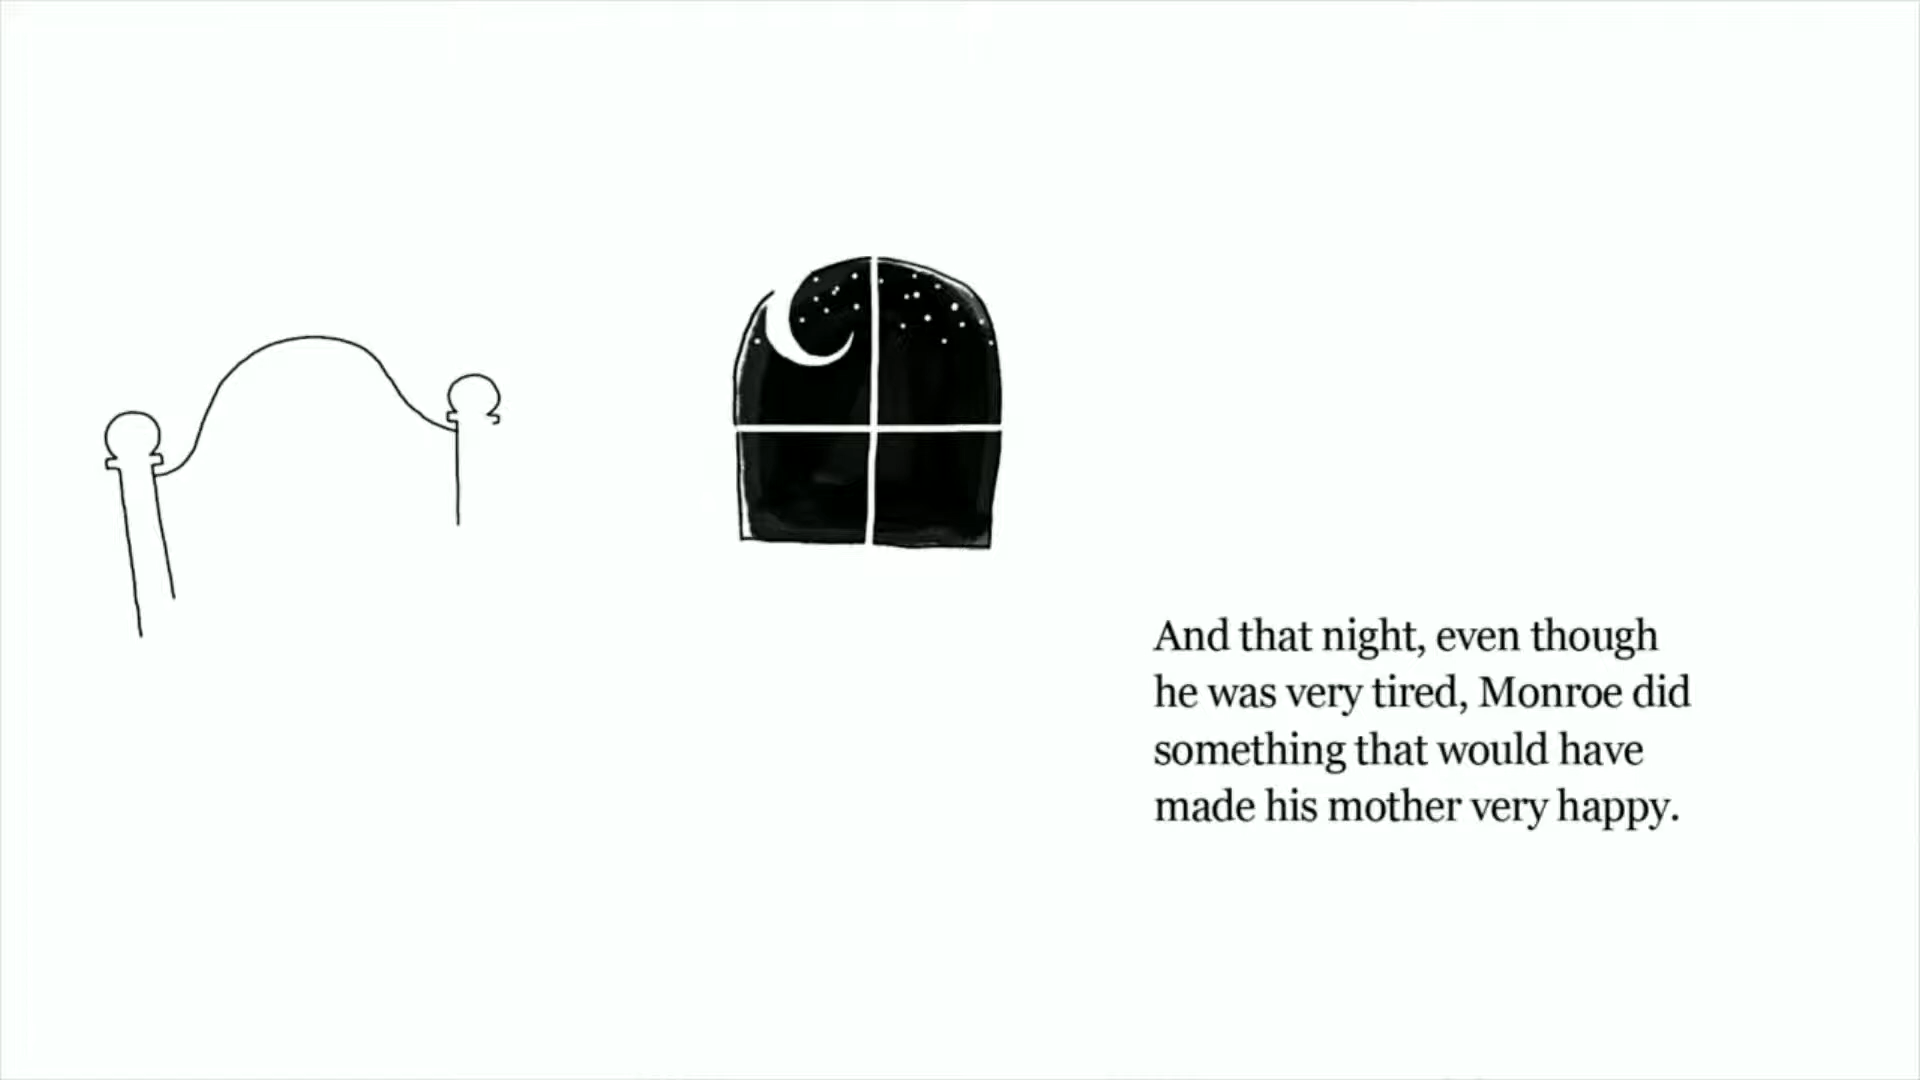 And that night, even though
he was very tired, Monroe did
something that would have
made his mother very happy.